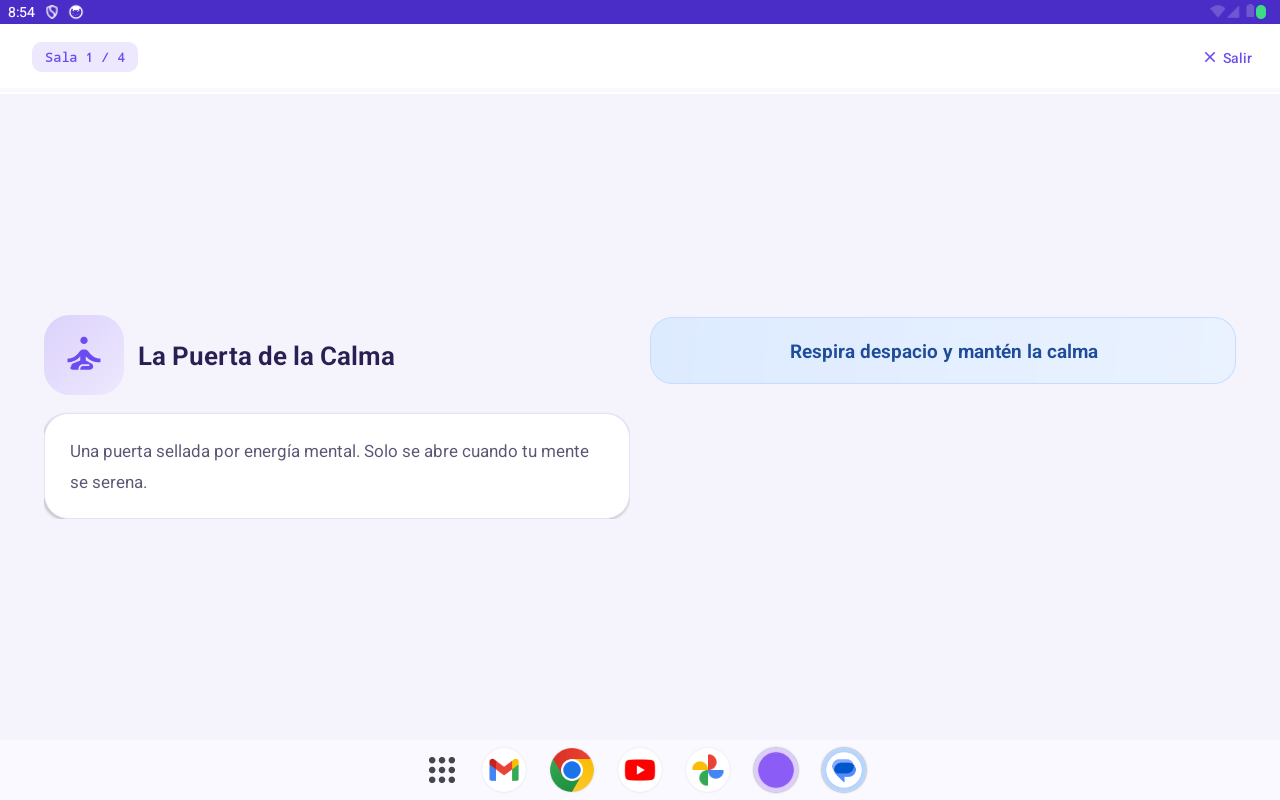 8:54
Sala 1 / 4
Salir
La Puerta de la Calma
Una puerta sellada por energía mental. Solo se abre cuando tu mente
se serena.
Respira despacio y mantén la calma